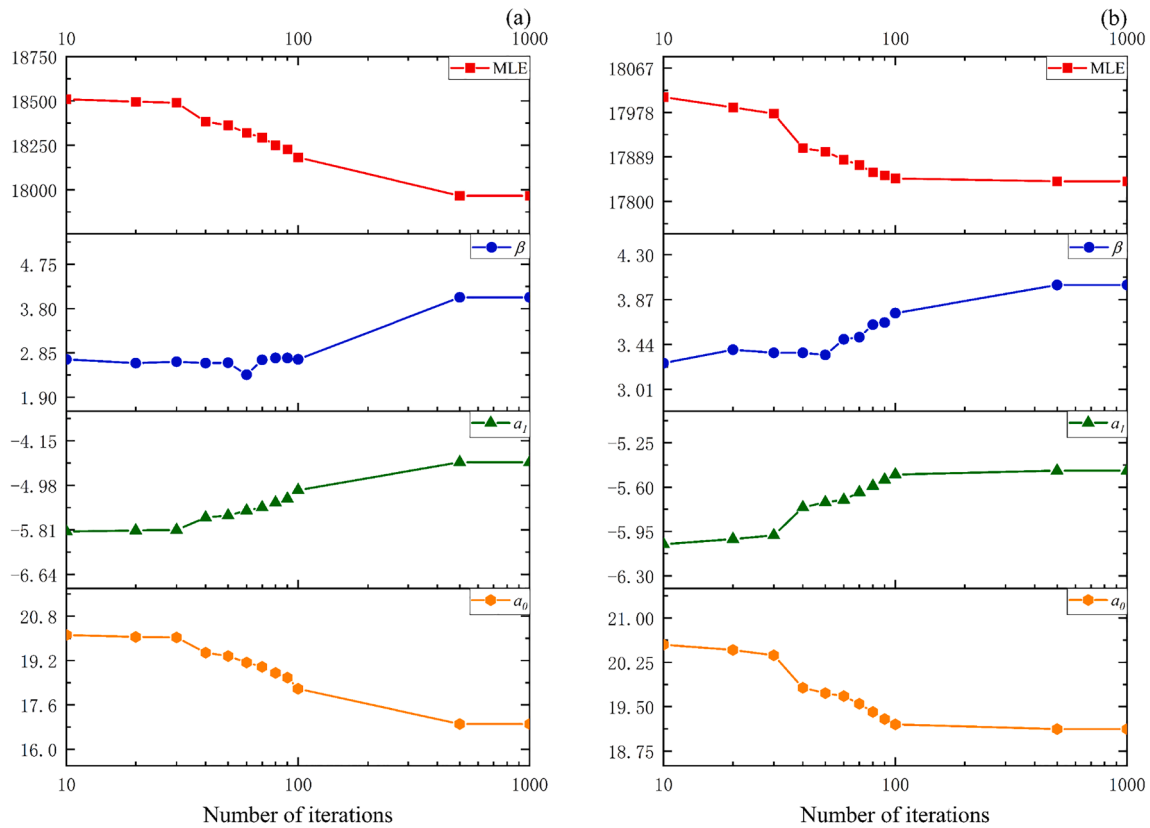 (a)
10 100 1000
18750
18500
18250
18000
MLE
4.75
3.80
2.85
1.90
β
-4.15
-4.98
-5.81
-6.64
a1
20.8
19.2
17.6
16.0
a0
10 100 1000
Number of iterations
(b)
10 100 1000
18067
17978
17889
17800
MLE
4.30
3.87
3.44
3.01
β
-5.25
-5.60
-5.95
-6.30
a1
21.00
20.25
19.50
18.75
a0
10 100 1000
Number of iterations